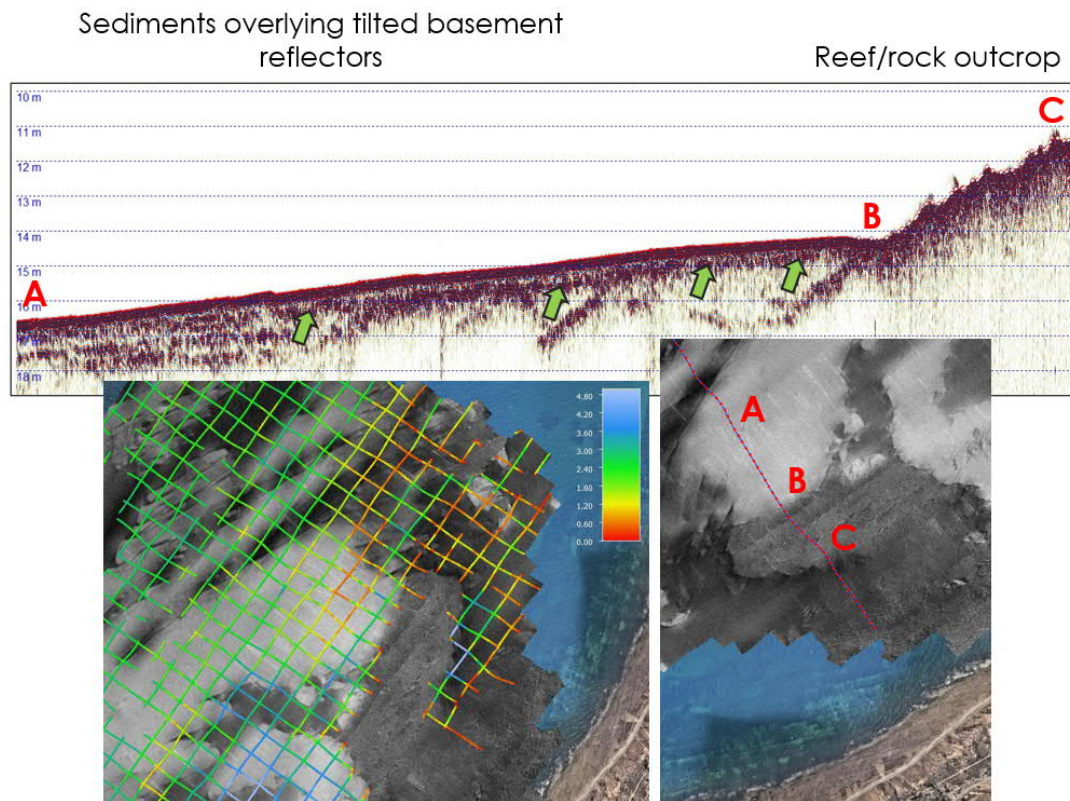 Sediments overlying tilted basement
reflectors
Reef/rock outcrop
10 m
11 m
12 m
13 m
14 m
15 m
16 m
17 m
18 m
A
B
C
4.80
4.20
3.60
3.00
2.40
1.80
1.20
0.60
0.00
A
B
C